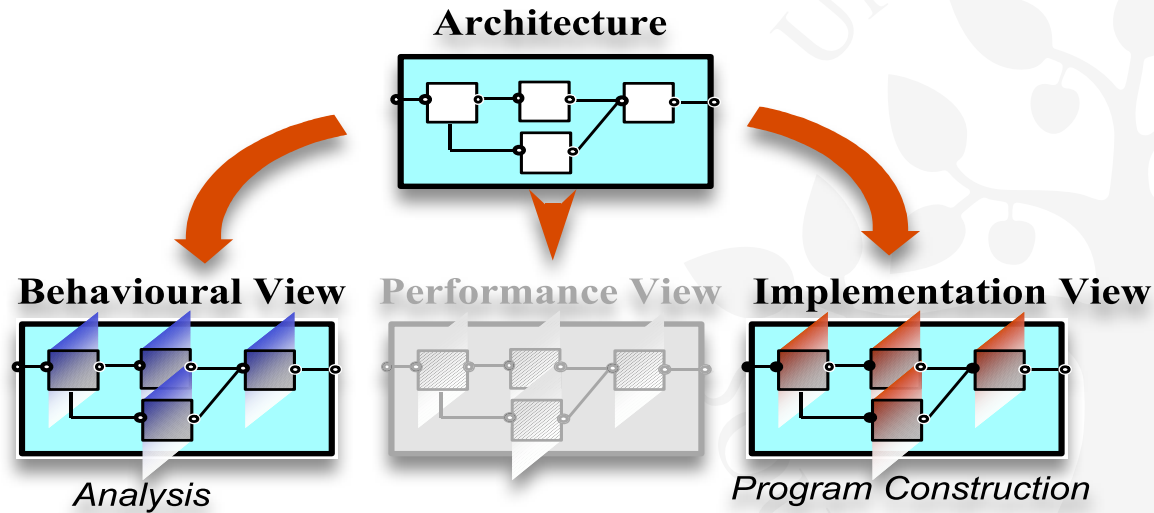 Architecture
Behavioural View
Performance View
Implementation View
Analysis
Program Construction